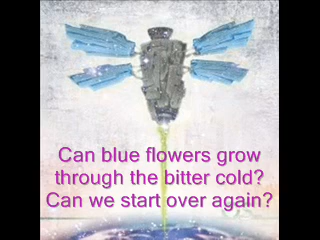 Can blue flowers grow
through the bitter cold?
Can we start over again?